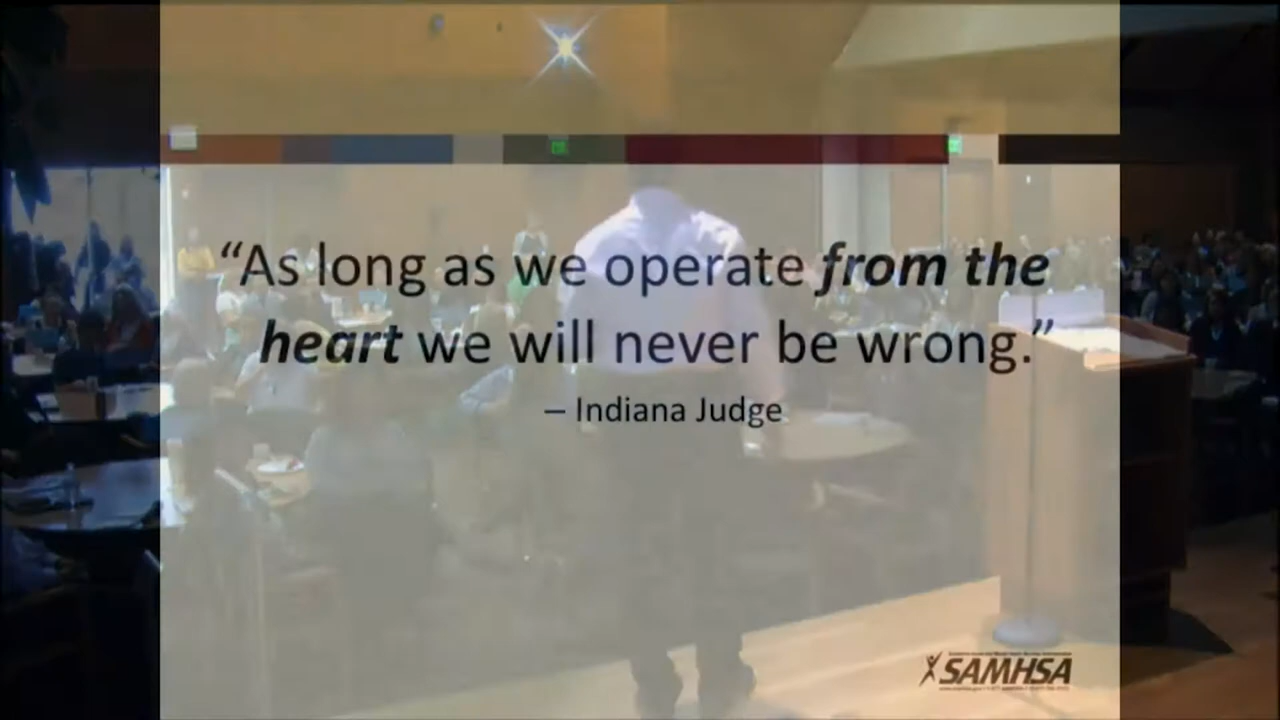 “As long as we operate from the
heart we will never be wrong.”
– Indiana Judge
SAMHSA